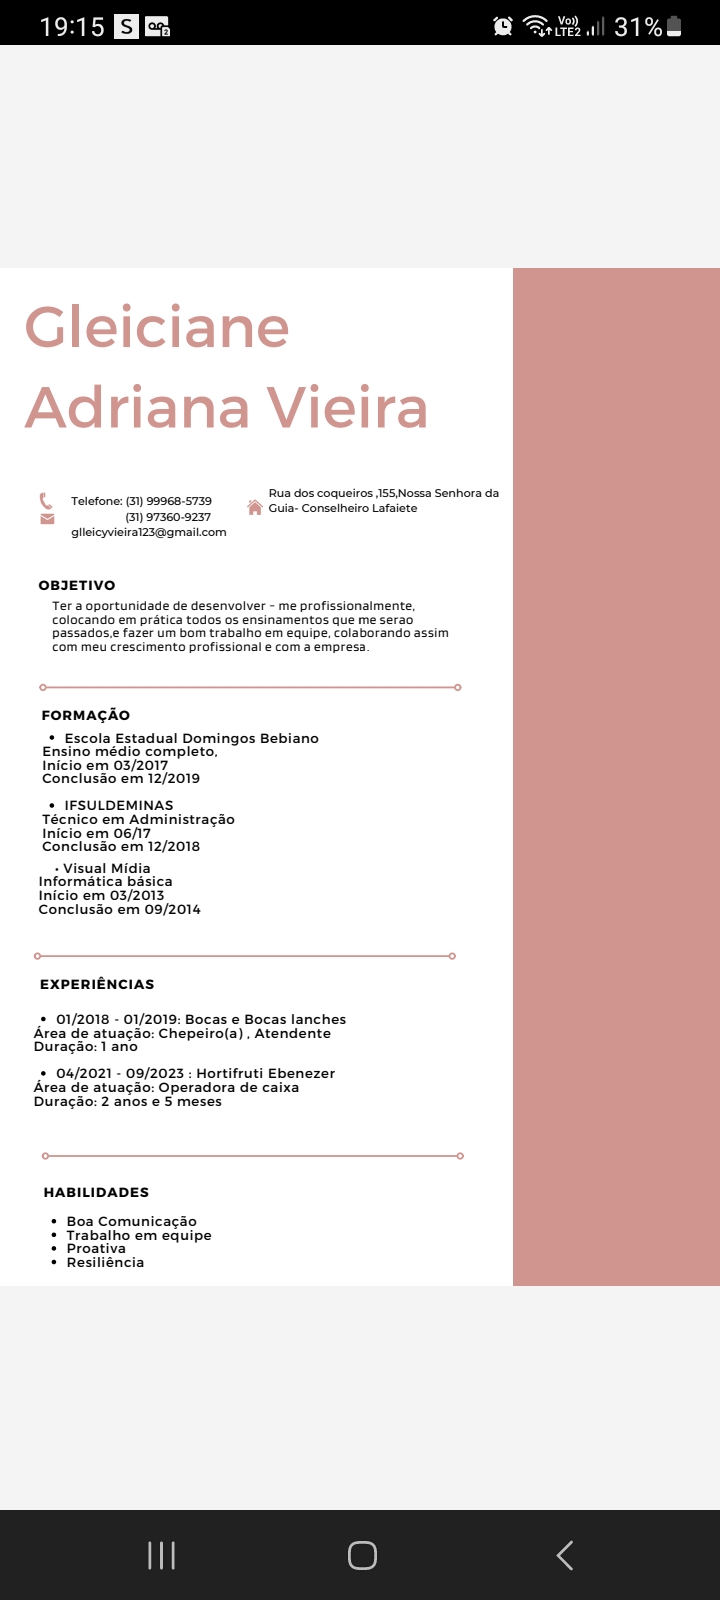 19:15 S
Vo)) LTE2 31%
Gleiciane
Adriana Vieira
Telefone: (31) 99968-5739
(31) 97360-9237
glleicyvieira123@gmail.com
Rua dos coqueiros ,155,Nossa Senhora da
Guia- Conselheiro Lafaiete
OBJETIVO
Ter a oportunidade de desenvolver - me profissionalmente,
colocando em prática todos os ensinamentos que me serao
passados,e fazer um bom trabalho em equipe, colaborando assim
com meu crescimento profissional e com a empresa.
FORMAÇÃO
• Escola Estadual Domingos Bebiano
Ensino médio completo,
Início em 03/2017
Conclusão em 12/2019
• IFSULDEMINAS
Técnico em Administração
Início em 06/17
Conclusão em 12/2018
• Visual Mídia
Informática básica
Início em 03/2013
Conclusão em 09/2014
EXPERIÊNCIAS
• 01/2018 - 01/2019: Bocas e Bocas lanches
Área de atuação: Chepeiro(a) , Atendente
Duração: 1 ano
• 04/2021 - 09/2023 : Hortifruti Ebenezer
Área de atuação: Operadora de caixa
Duração: 2 anos e 5 meses
HABILIDADES
• Boa Comunicação
• Trabalho em equipe
• Proativa
• Resiliência